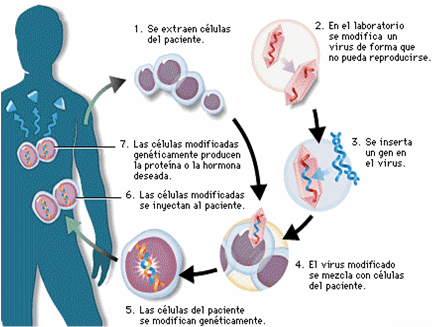 1. Se extraen células
del paciente.
2. En el laboratorio
se modifica un
virus de forma que
no pueda reproducirse.
3. Se inserta
un gen en
el virus.
4. El virus modificado
se mezcla con células
del paciente.
5. Las células del paciente
se modifican genéticamente.
6. Las células modificadas
se injectan al paciente.
7. Las células modificadas
genéticamente producen
la proteína o la hormona
deseada.